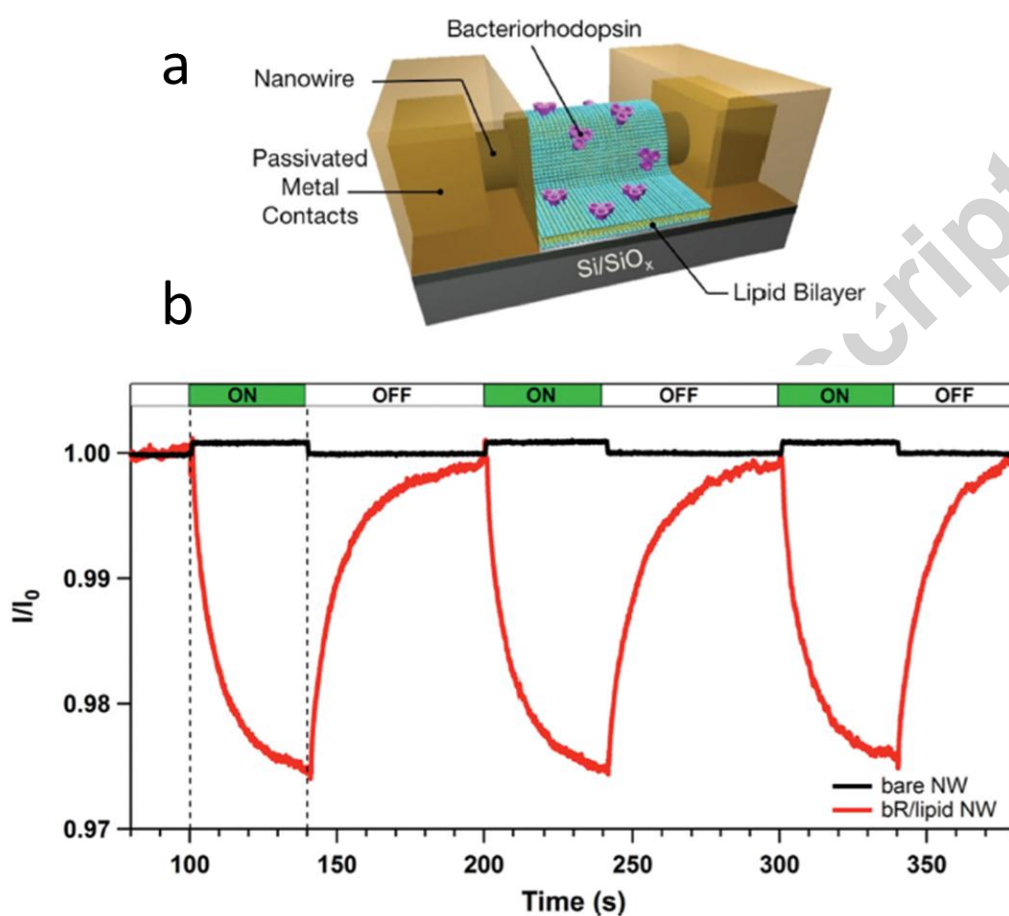 a
Bacteriorhodopsin
Nanowire
Passivated
Metal
Contacts
Si/SiOx
Lipid Bilayer
b
ON OFF ON OFF ON OFF
1.00
0.99
0.98
0.97
I/I0
bare NW
bR/lipid NW
100 150 200 250 300 350
Time (s)